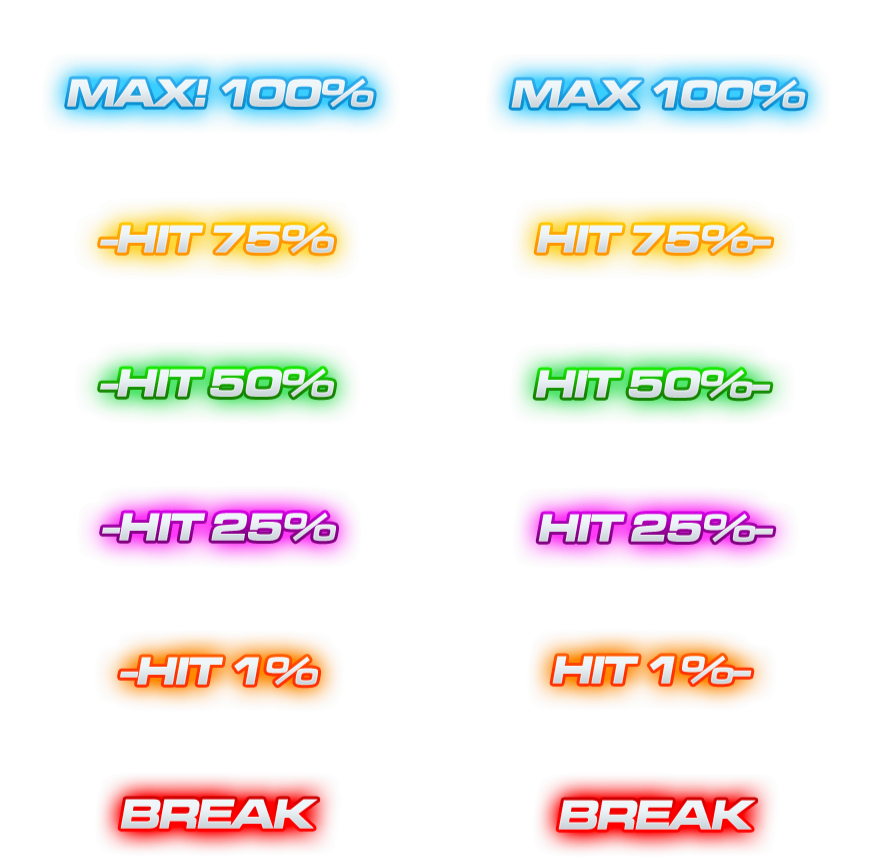 MAX! 100% MAX 100%
-HIT 75% HIT 75%-
-HIT 50% HIT 50%-
-HIT 25% HIT 25%-
-HIT 1% HIT 1%-
BREAK BREAK